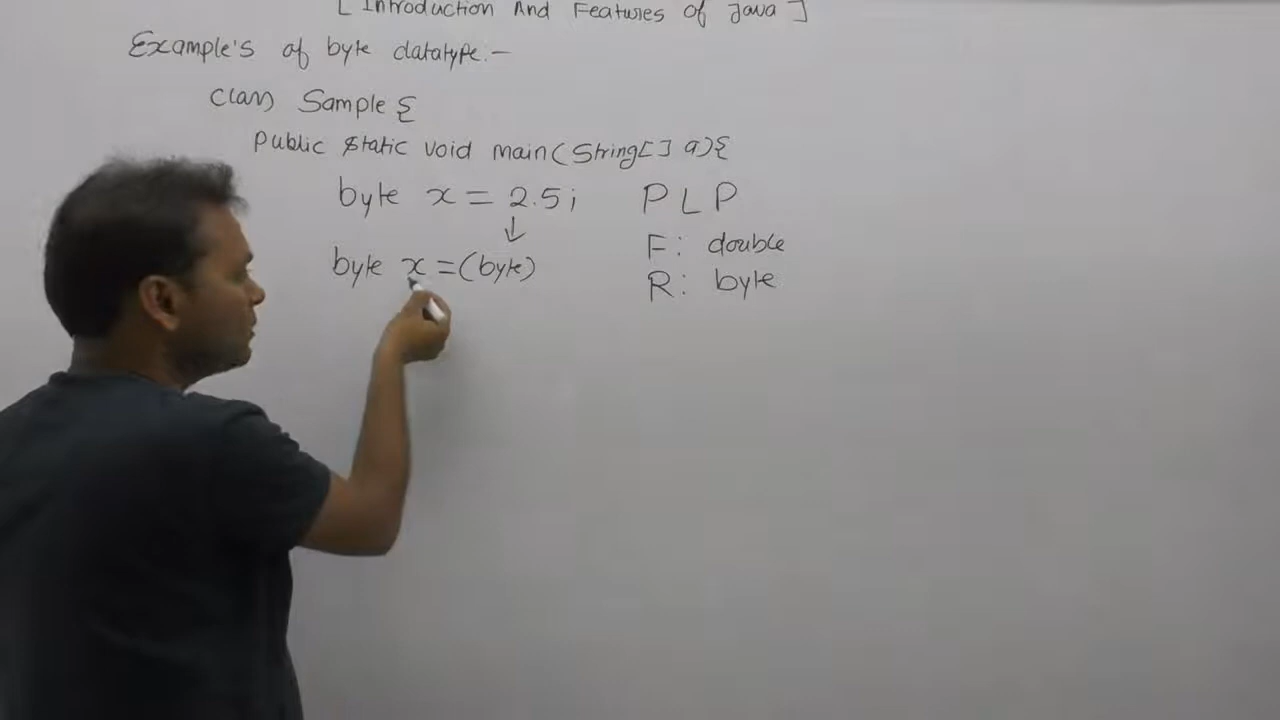 [ Introduction And Features of Java ]
Example's of byte datatype:-
class Sample {
public static void main(String[] a){
byte x = 2.5; PLP
↓ F: double
byte x =(byte) R: byte